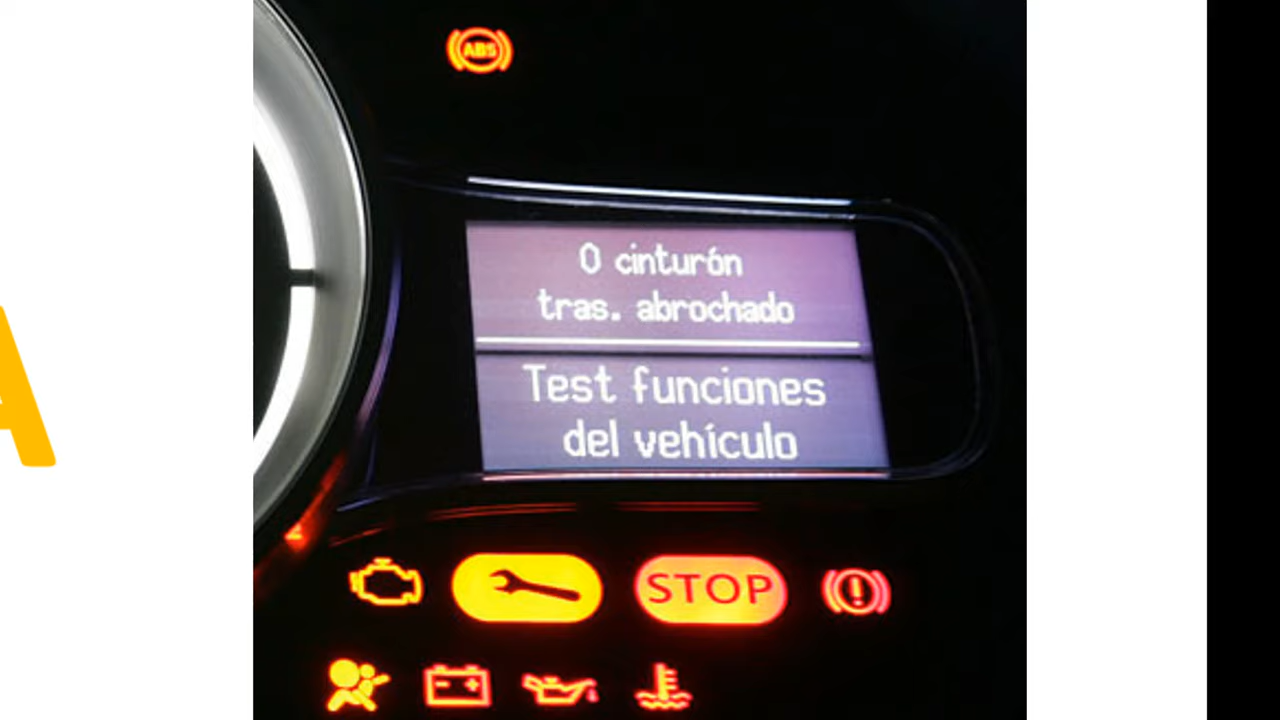 A
ABS
0 cinturón
tras. abrochado
Test funciones
del vehículo
STOP